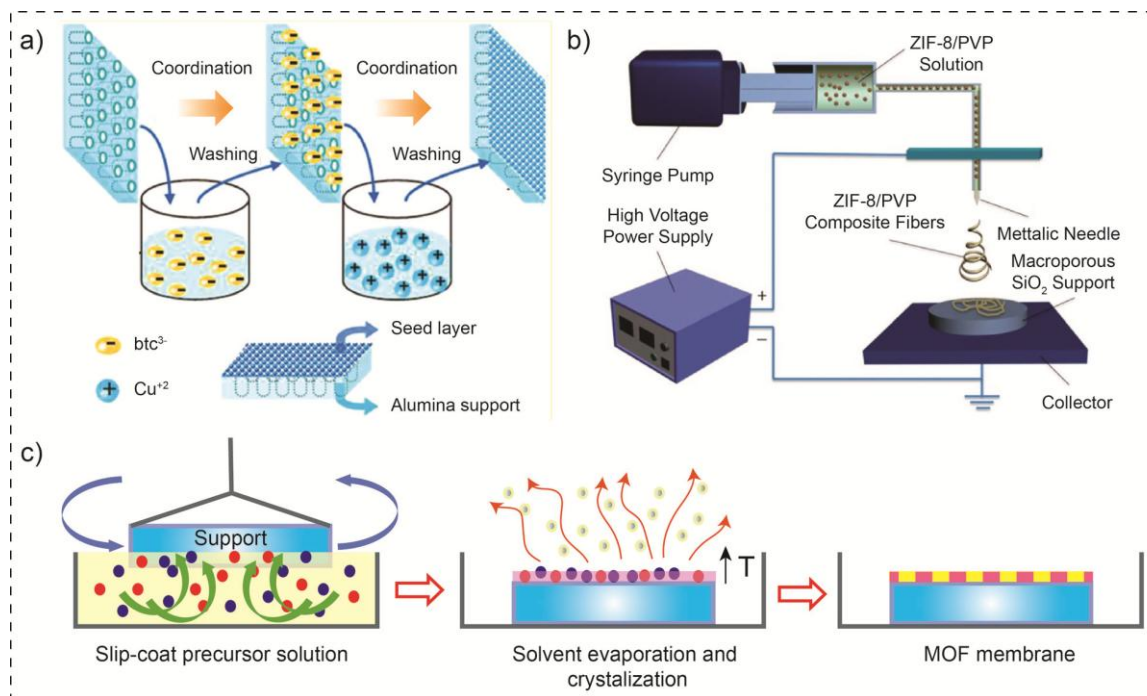 a)
Coordination
Coordination
Washing
Washing
btc3-
Cu+2
Seed layer
Alumina support
b)
ZIF-8/PVP
Solution
Syringe Pump
High Voltage
Power Supply
ZIF-8/PVP
Composite Fibers
Mettalic Needle
Macroporous
SiO2 Support
+
−
Collector
c)
Support
T
Slip-coat precursor solution
Solvent evaporation and
crystalization
MOF membrane